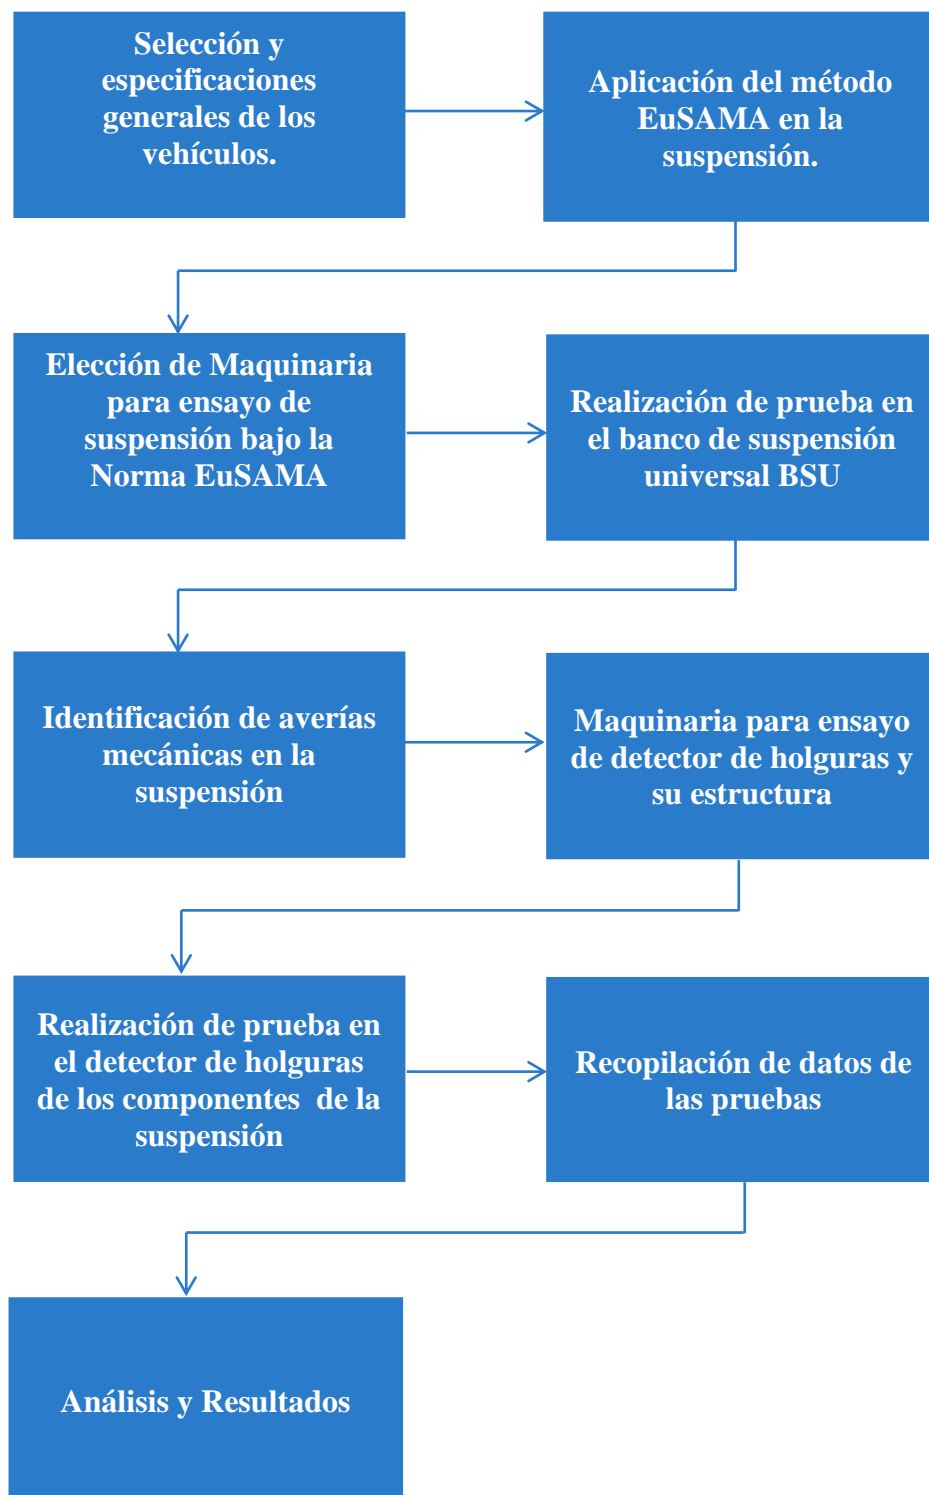 Selección y
especificaciones
generales de los
vehículos.
Aplicación del método
EuSAMA en la
suspensión.
Elección de Maquinaria
para ensayo de
suspensión bajo la
Norma EuSAMA
Realización de prueba en
el banco de suspensión
universal BSU
Identificación de averías
mecánicas en la
suspensión
Maquinaria para ensayo
de detector de holguras y
su estructura
Realización de prueba en
el detector de holguras
de los componentes  de la
suspensión
Recopilación de datos de
las pruebas
Análisis y Resultados